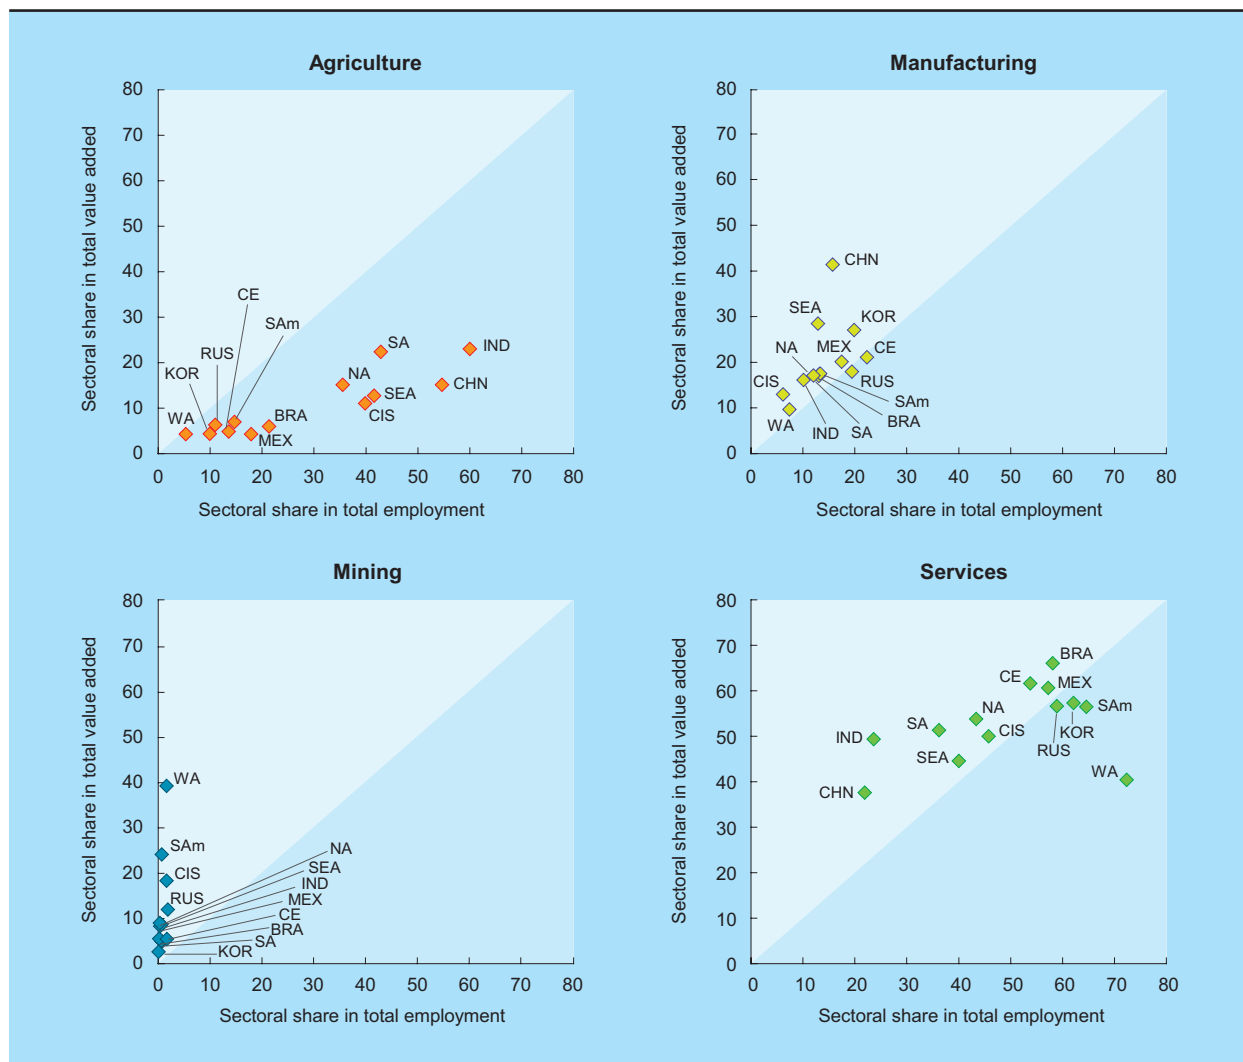 Agriculture
Sectoral share in total value added
80
70
60
50
40
30
20
10
0
CE
SAm
RUS
KOR
WA
SA
IND
NA
SEA
CHN
CIS
BRA
MEX
0 10 20 30 40 50 60 70 80
Sectoral share in total employment
Manufacturing
Sectoral share in total value added
80
70
60
50
40
30
20
10
0
CHN
SEA
KOR
NA
MEX
CE
CIS
RUS
SAm
WA
BRA
IND
SA
0 10 20 30 40 50 60 70 80
Sectoral share in total employment
Mining
Sectoral share in total value added
80
70
60
50
40
30
20
10
0
WA
SAm
NA
CIS
SEA
IND
RUS
MEX
CE
BRA
SA
KOR
0 10 20 30 40 50 60 70 80
Sectoral share in total employment
Services
Sectoral share in total value added
80
70
60
50
40
30
20
10
0
BRA
CE
MEX
NA
SAm
SA
CIS
KOR
IND
RUS
SEA
WA
CHN
0 10 20 30 40 50 60 70 80
Sectoral share in total employment